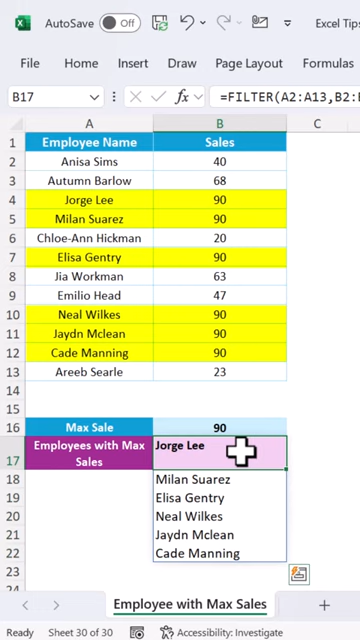 AutoSave Off Excel Tips
File Home Insert Draw Page Layout Formulas
B17 fx =FILTER(A2:A13,B2:
A B C
1 Employee Name Sales
2 Anisa Sims 40
3 Autumn Barlow 68
4 Jorge Lee 90
5 Milan Suarez 90
6 Chloe-Ann Hickman 20
7 Elisa Gentry 90
8 Jia Workman 63
9 Emilio Head 47
10 Neal Wilkes 90
11 Jaydn Mclean 90
12 Cade Manning 90
13 Areeb Searle 23
14
15
16 Max Sale 90
17 Employees with Max Sales Jorge Lee
18 Milan Suarez
19 Elisa Gentry
20 Neal Wilkes
21 Jaydn Mclean
22 Cade Manning
23
24
Employee with Max Sales
Ready Sheet 30 of 30 Accessibility: Investigate